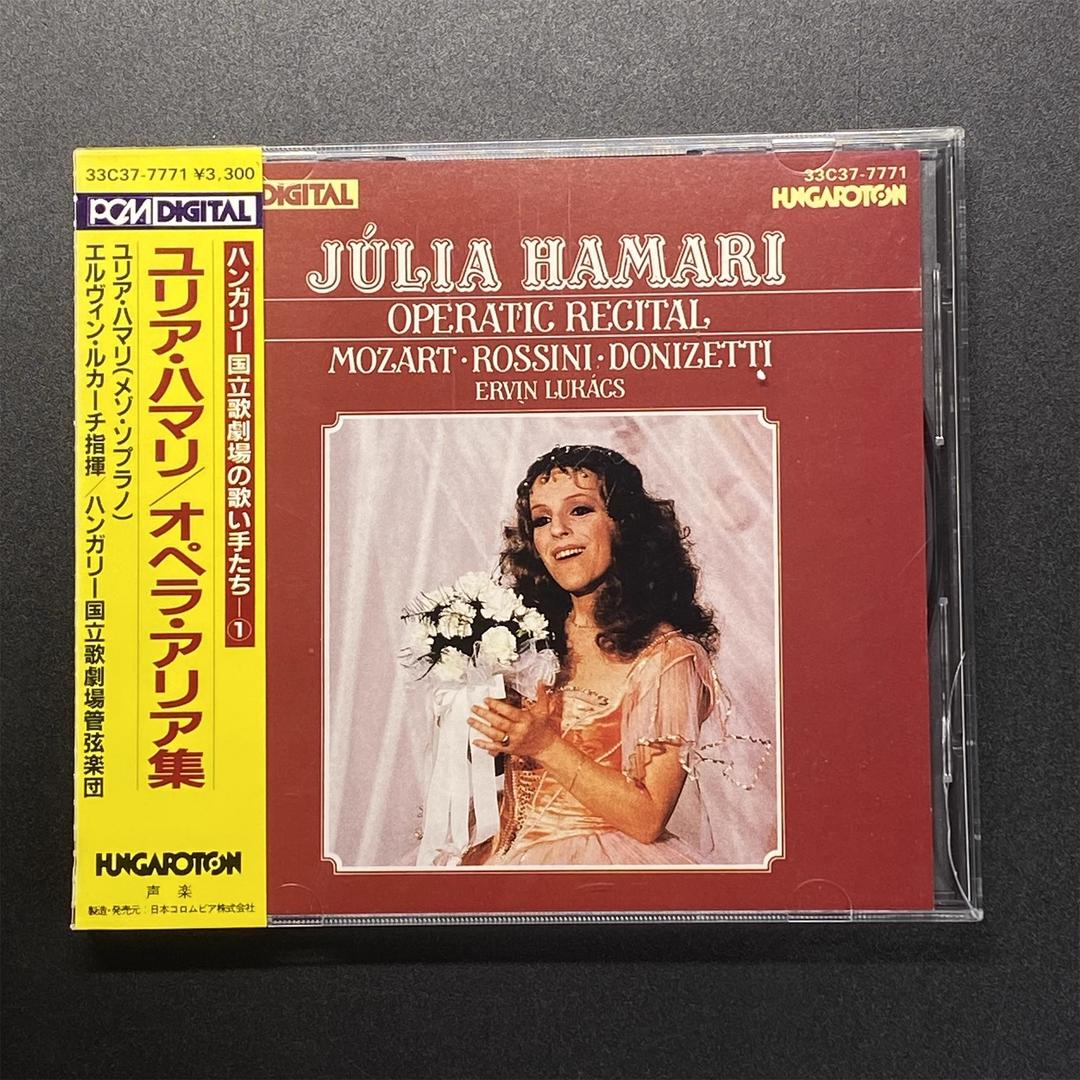 33C37-7771 ¥3,300
PCM DIGITAL
ハンガリー国立歌劇場の歌い手たち—①
ユリア・ハマリ/オペラ・アリア集
ユリア・ハマリ(メゾ・ソプラノ)
エルヴィン・ルカーチ指揮/ハンガリー国立歌劇場管弦楽団
HUNGAROTON
声楽
製造・発売元:日本コロムビア株式会社
DIGITAL
33C37-7771
HUNGAROTON
JÚLIA HAMARI
OPERATIC RECITAL
MOZART・ROSSINI・DONIZETTI
ERVIN LUKÁCS